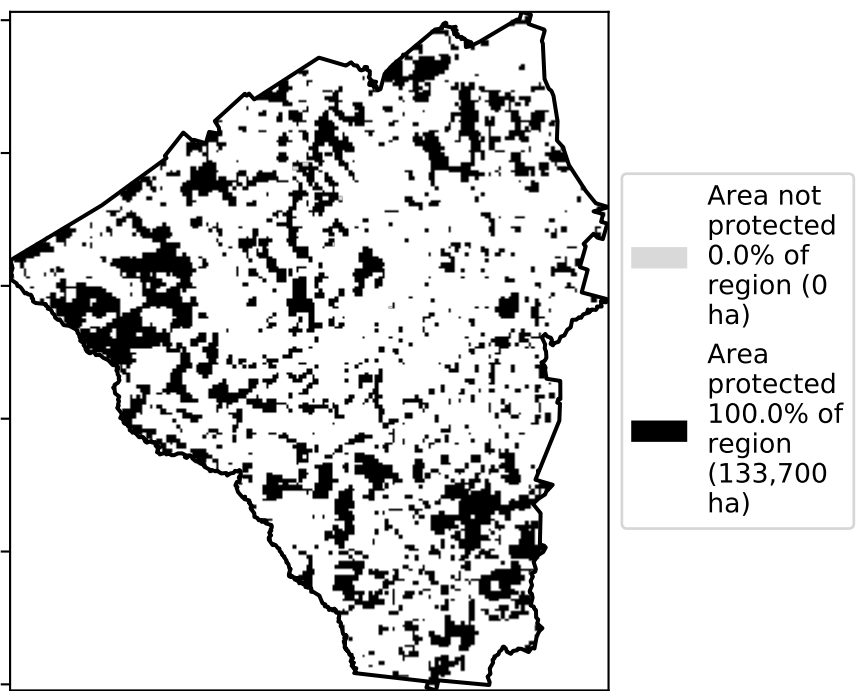 Area not
protected
0.0% of
region (0
ha)
Area
protected
100.0% of
region
(133,700
ha)